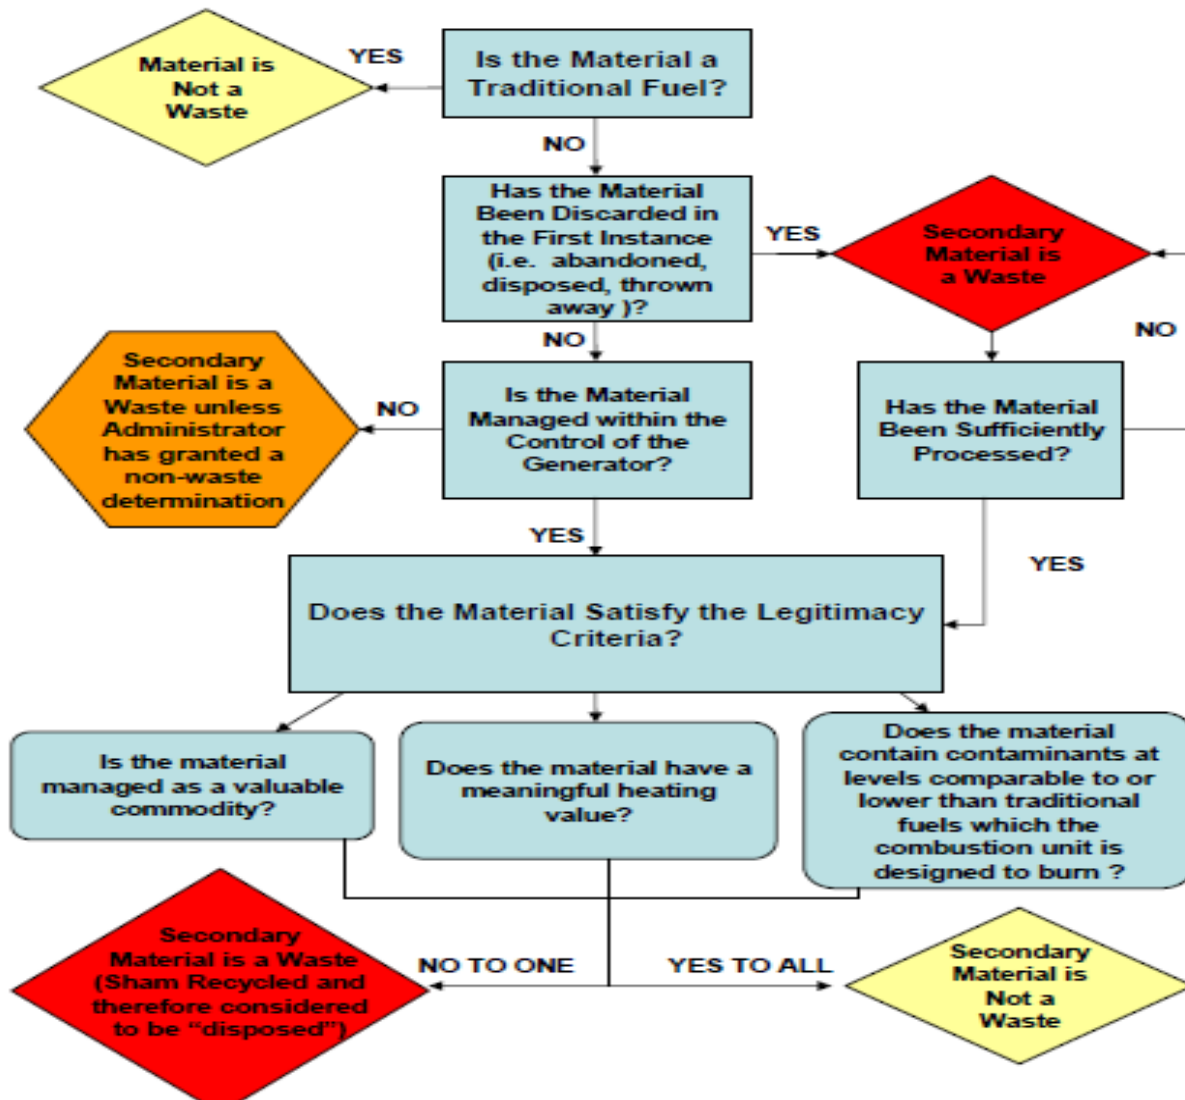 Material is
Not a
Waste
YES
Is the Material a
Traditional Fuel?
NO
Has the Material
Been Discarded in
the First Instance
(i.e. abandoned,
disposed, thrown
away )?
YES
Secondary
Material is
a Waste
NO
NO
Secondary
Material is a
Waste unless
Administrator
has granted a
non-waste
determination
NO
Is the Material
Managed within the
Control of the
Generator?
Has the Material
Been Sufficiently
Processed?
YES
YES
Does the Material Satisfy the Legitimacy
Criteria?
Is the material
managed as a valuable
commodity?
Does the material have a
meaningful heating
value?
Does the material
contain contaminants at
levels comparable to or
lower than traditional
fuels which the
combustion unit is
designed to burn ?
Secondary
Material is a Waste
(Sham Recycled and
therefore considered
to be “disposed”)
NO TO ONE
YES TO ALL
Secondary
Material is
Not a
Waste